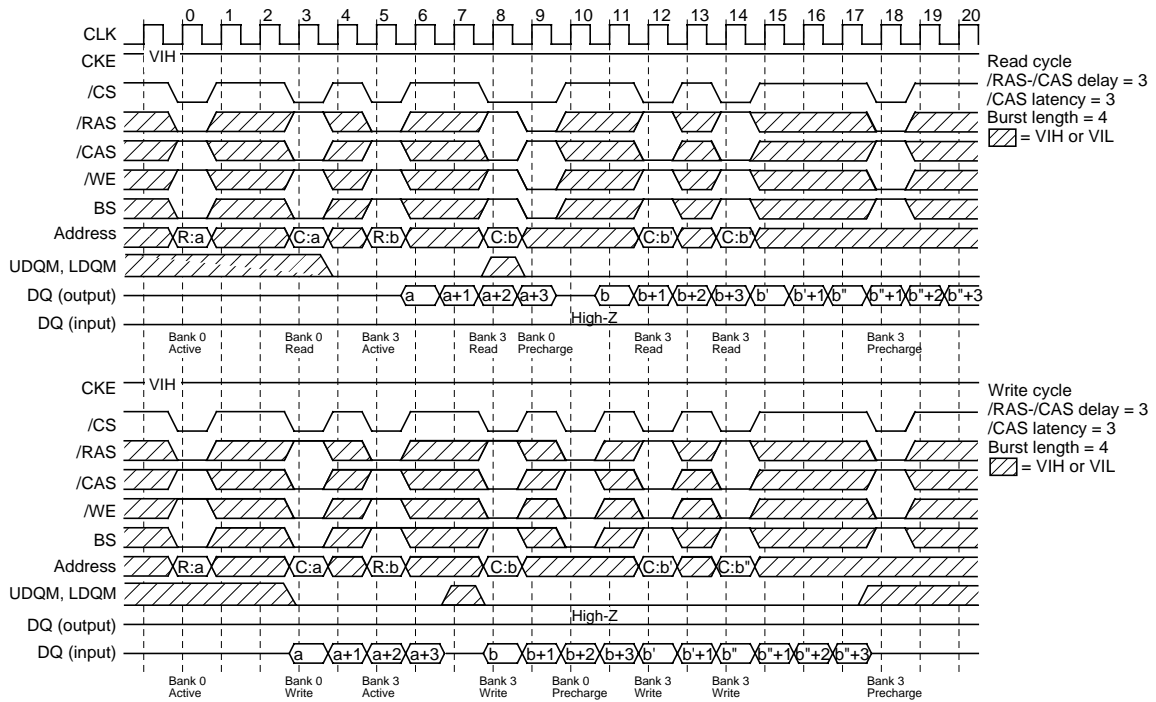 0 1 2 3 4 5 6 7 8 9 10 11 12 13 14 15 16 17 18 19 20
CLK
CKE VIH
/CS
/RAS
/CAS
/WE
BS
Address R:a C:a R:b C:b C:b' C:b'
UDQM, LDQM
DQ (output) a a+1 a+2 a+3 b b+1 b+2 b+3 b' b'+1 b" b"+1 b"+2 b"+3
DQ (input) High-Z
Bank 0 Active
Bank 0 Read
Bank 3 Active
Bank 3 Read
Bank 0 Precharge
Bank 3 Read
Bank 3 Read
Bank 3 Precharge
Read cycle
/RAS-/CAS delay = 3
/CAS latency = 3
Burst length = 4
= VIH or VIL
CKE VIH
/CS
/RAS
/CAS
/WE
BS
Address R:a C:a R:b C:b C:b' C:b"
UDQM, LDQM
DQ (output) High-Z
DQ (input) a a+1 a+2 a+3 b b+1 b+2 b+3 b' b'+1 b" b"+1 b"+2 b"+3
Bank 0 Active
Bank 0 Write
Bank 3 Active
Bank 3 Write
Bank 0 Precharge
Bank 3 Write
Bank 3 Write
Bank 3 Precharge
Write cycle
/RAS-/CAS delay = 3
/CAS latency = 3
Burst length = 4
= VIH or VIL